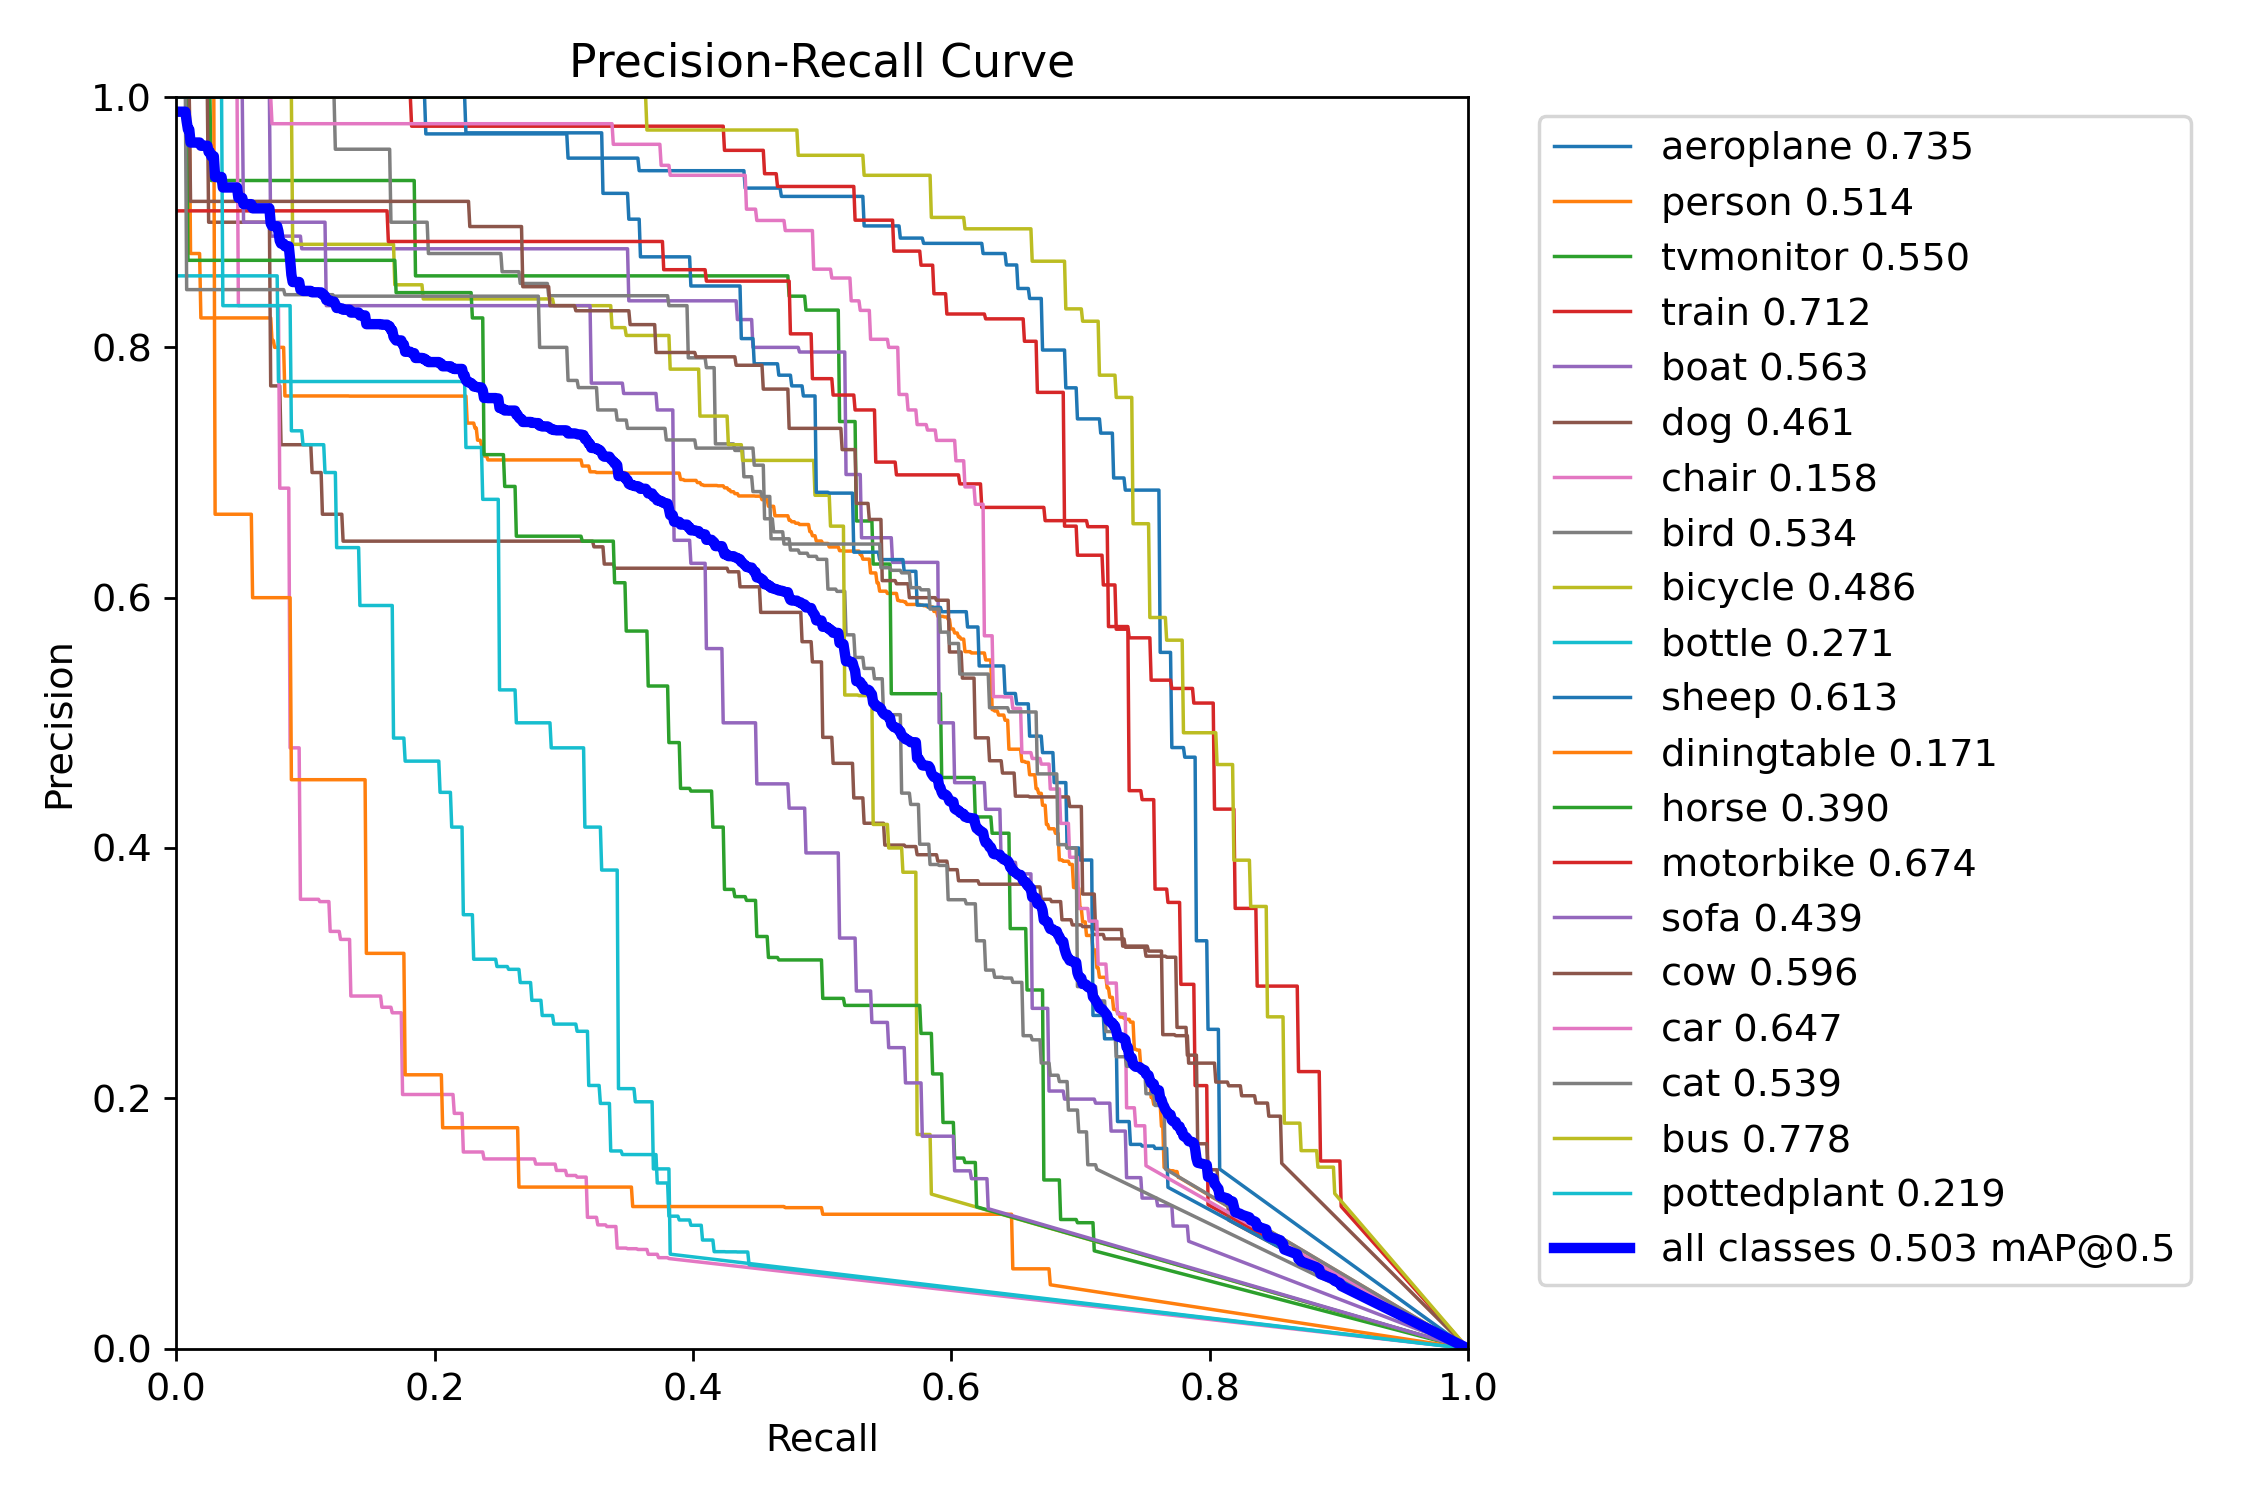 Precision-Recall Curve
1.0
0.8
0.6
0.4
0.2
0.0
Precision
0.0 0.2 0.4 0.6 0.8 1.0
Recall
aeroplane 0.735
person 0.514
tvmonitor 0.550
train 0.712
boat 0.563
dog 0.461
chair 0.158
bird 0.534
bicycle 0.486
bottle 0.271
sheep 0.613
diningtable 0.171
horse 0.390
motorbike 0.674
sofa 0.439
cow 0.596
car 0.647
cat 0.539
bus 0.778
pottedplant 0.219
all classes 0.503 mAP@0.5